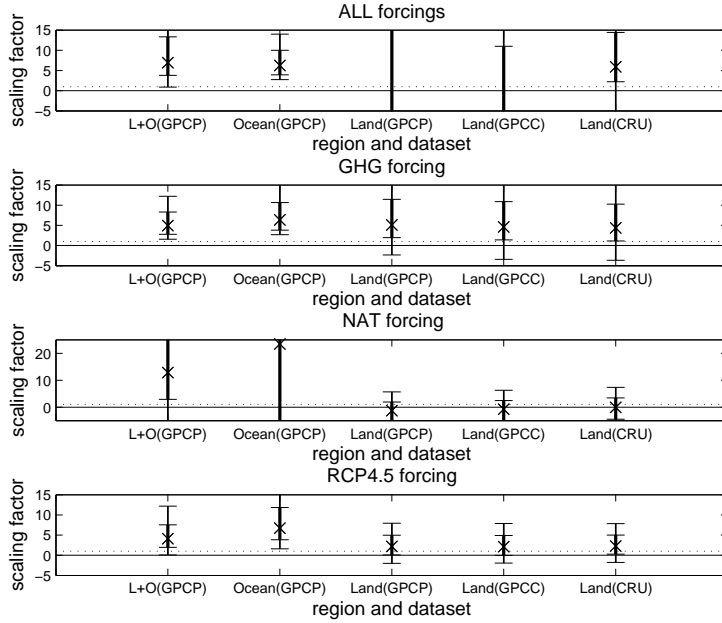 ALL forcings
scaling factor
15
10
5
0
−5
L+O(GPCP) Ocean(GPCP) Land(GPCP) Land(GPCC) Land(CRU)
region and dataset
GHG forcing
scaling factor
15
10
5
0
−5
L+O(GPCP) Ocean(GPCP) Land(GPCP) Land(GPCC) Land(CRU)
region and dataset
NAT forcing
scaling factor
20
10
0
L+O(GPCP) Ocean(GPCP) Land(GPCP) Land(GPCC) Land(CRU)
region and dataset
RCP4.5 forcing
scaling factor
15
10
5
0
−5
L+O(GPCP) Ocean(GPCP) Land(GPCP) Land(GPCC) Land(CRU)
region and dataset